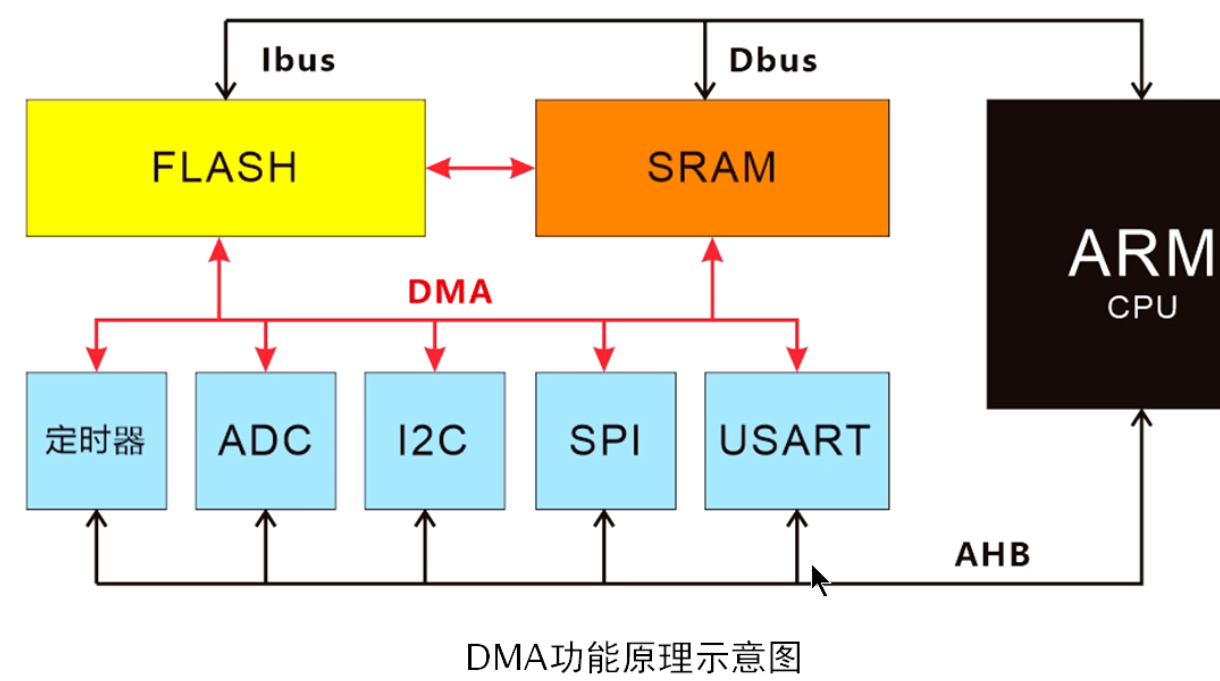 Ibus
Dbus
FLASH
SRAM
ARM
CPU
DMA
定时器
ADC
I2C
SPI
USART
AHB
DMA功能原理示意图